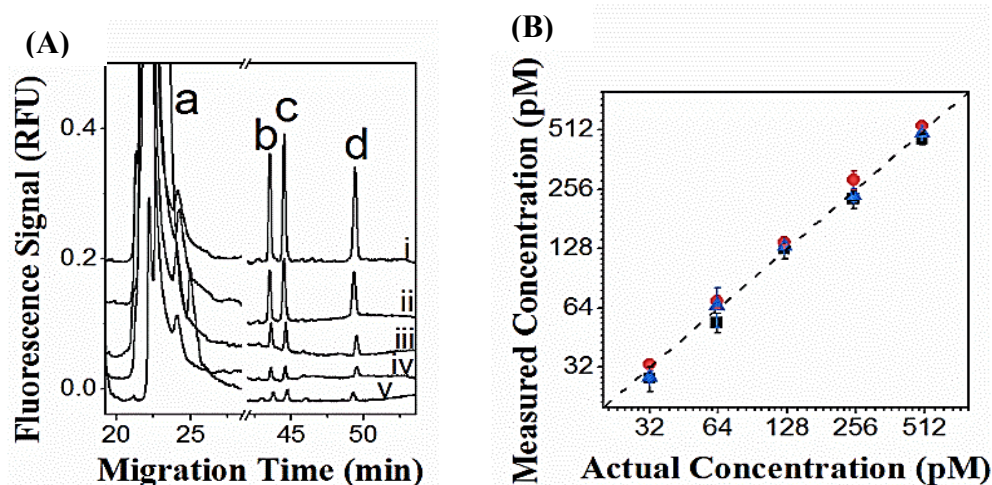 (A)
Fluorescence Signal (RFU)
0.4
0.2
0.0
a
b
c
d
i
ii
iii
iv
v
20
25
45
50
Migration Time (min)
(B)
Measured Concentration (pM)
512
256
128
64
32
32
64
128
256
512
Actual Concentration (pM)